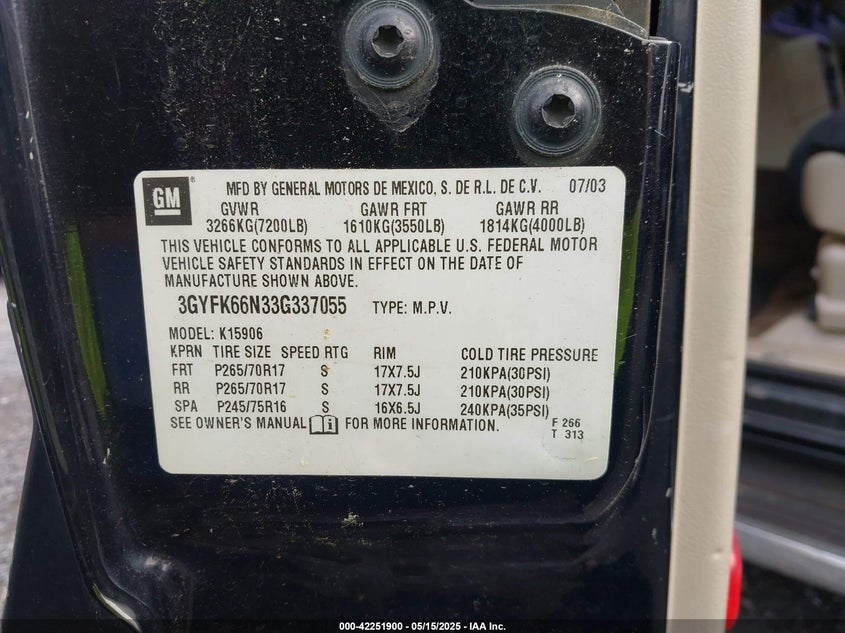 GM ® MFD BY GENERAL MOTORS DE MEXICO, S. DE R.L. DE C.V. 07/03
GVWR GAWR FRT GAWR RR
3266KG(7200LB) 1610KG(3550LB) 1814KG(4000LB)
THIS VEHICLE CONFORMS TO ALL APPLICABLE U.S. FEDERAL MOTOR
VEHICLE SAFETY STANDARDS IN EFFECT ON THE DATE OF
MANUFACTURE SHOWN ABOVE.
3GYFK66N33G337055 TYPE: M.P.V.
MODEL: K15906 S
KPRN TIRE SIZE SPEED RTG RIM COLD TIRE PRESSURE
FRT P265/70R17 S 17X7.5J 210KPA(30PSI)
RR P265/70R17 S 17X7.5J 210KPA(30PSI)
SPA P245/75R16 S 16X6.5J 240KPA(35PSI)
SEE OWNER'S MANUAL i FOR MORE INFORMATION.
F 266
T 313
000-42251900 - 05/15/2025 - IAA Inc.